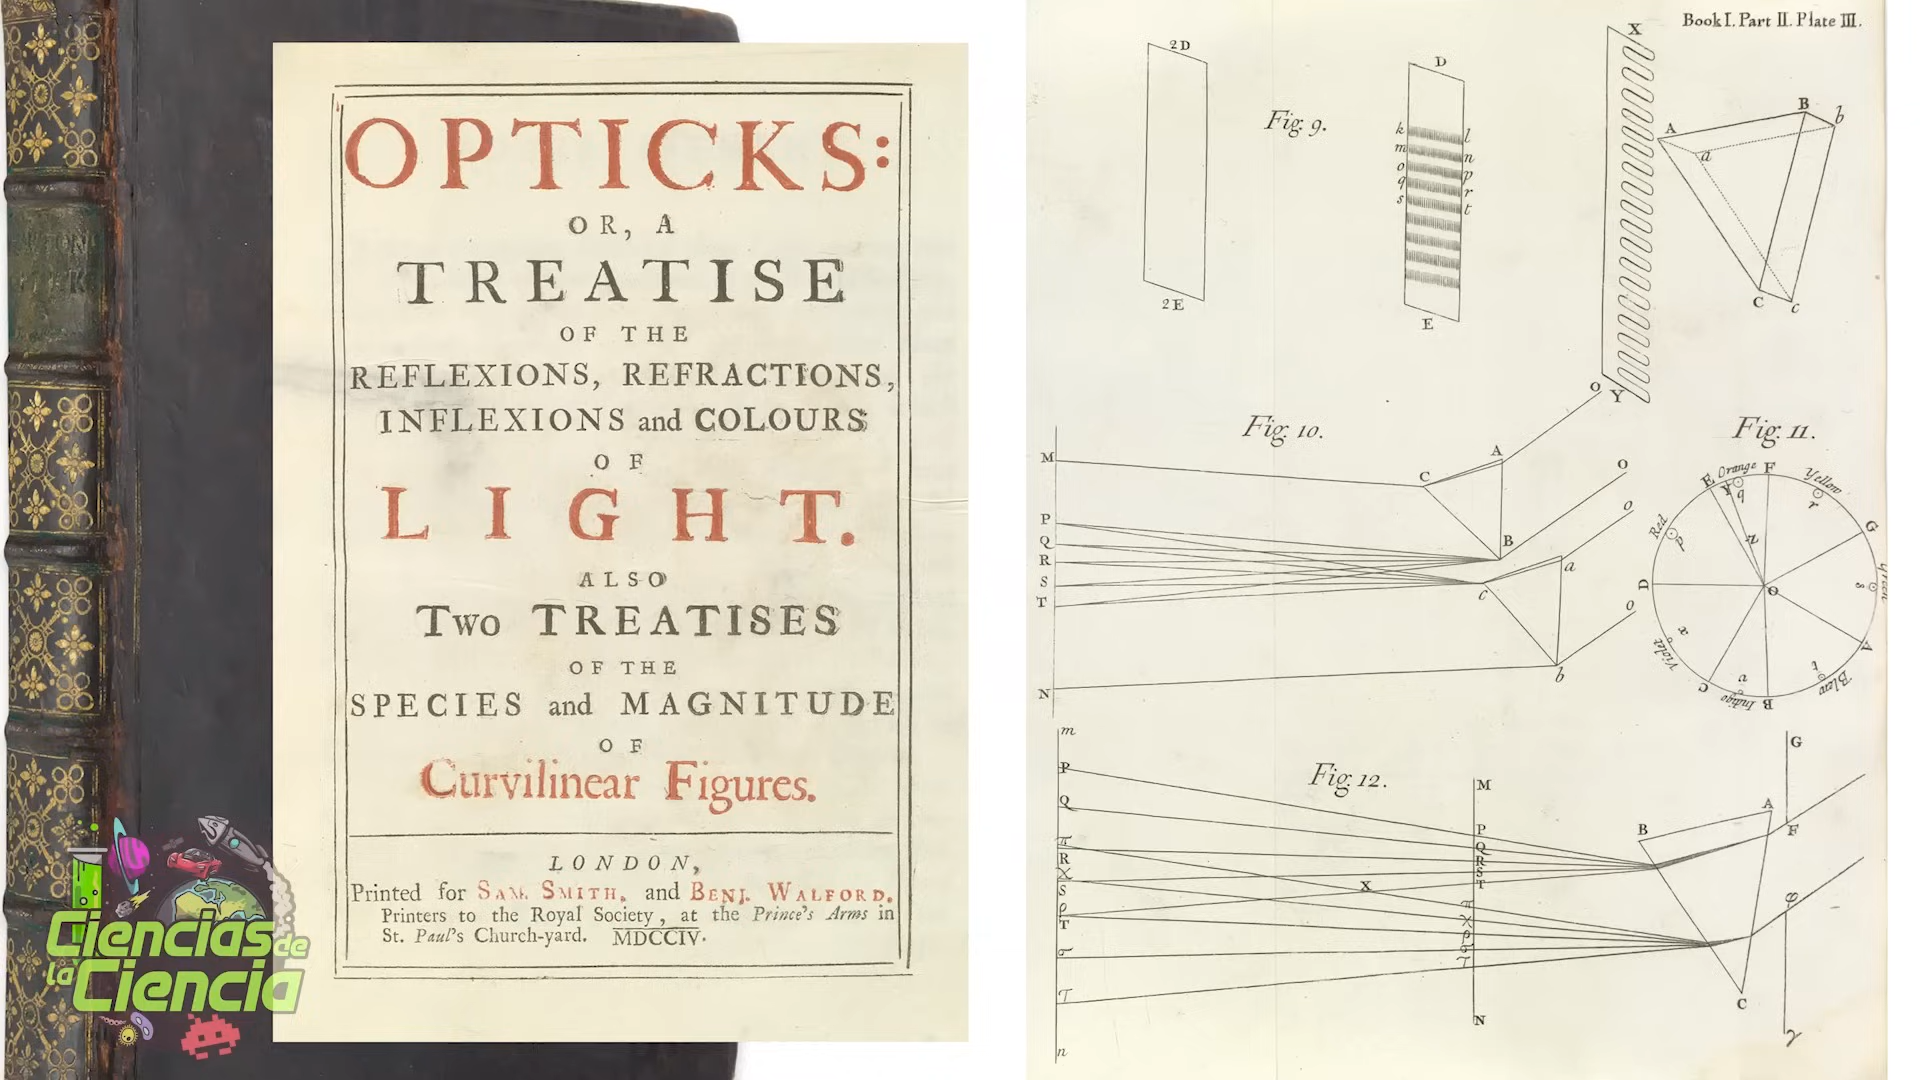 OPTICKS:
OR, A
TREATISE
OF THE
REFLEXIONS, REFRACTIONS,
INFLEXIONS and COLOURS
OF
LIGHT.
ALSO
Two TREATISES
OF THE
SPECIES and MAGNITUDE
OF
Curvilinear Figures.
LONDON,
Printed for SAM. SMITH, and BENJ. WALFORD.
Printers to the Royal Society, at the Prince's Arms in
St. Paul's Church-yard. MDCCIV.
Ciencias de
la Ciencia
Book I. Part II. Plate III.
2D
2E
Fig. 9.
D
k l
m n
o p
q r
s t
E
X
Y
A
a
B
b
C
c
Fig. 10.
M
P
Q
R
S
T
N
C
A
B
O
O
o
o
a
c
b
Fig. 11.
E
Orange
F
Yellow
G
Green
A
Blew
B
Indigo
C
Violet
D
Red
p
q
r
s
t
u
x
Y
z
O
Fig. 12.
m
P
Q
π
R
X
S
ρ
T
n
M
P
Q
R
S
T
X
N
B
A
C
G
F
φ
γ